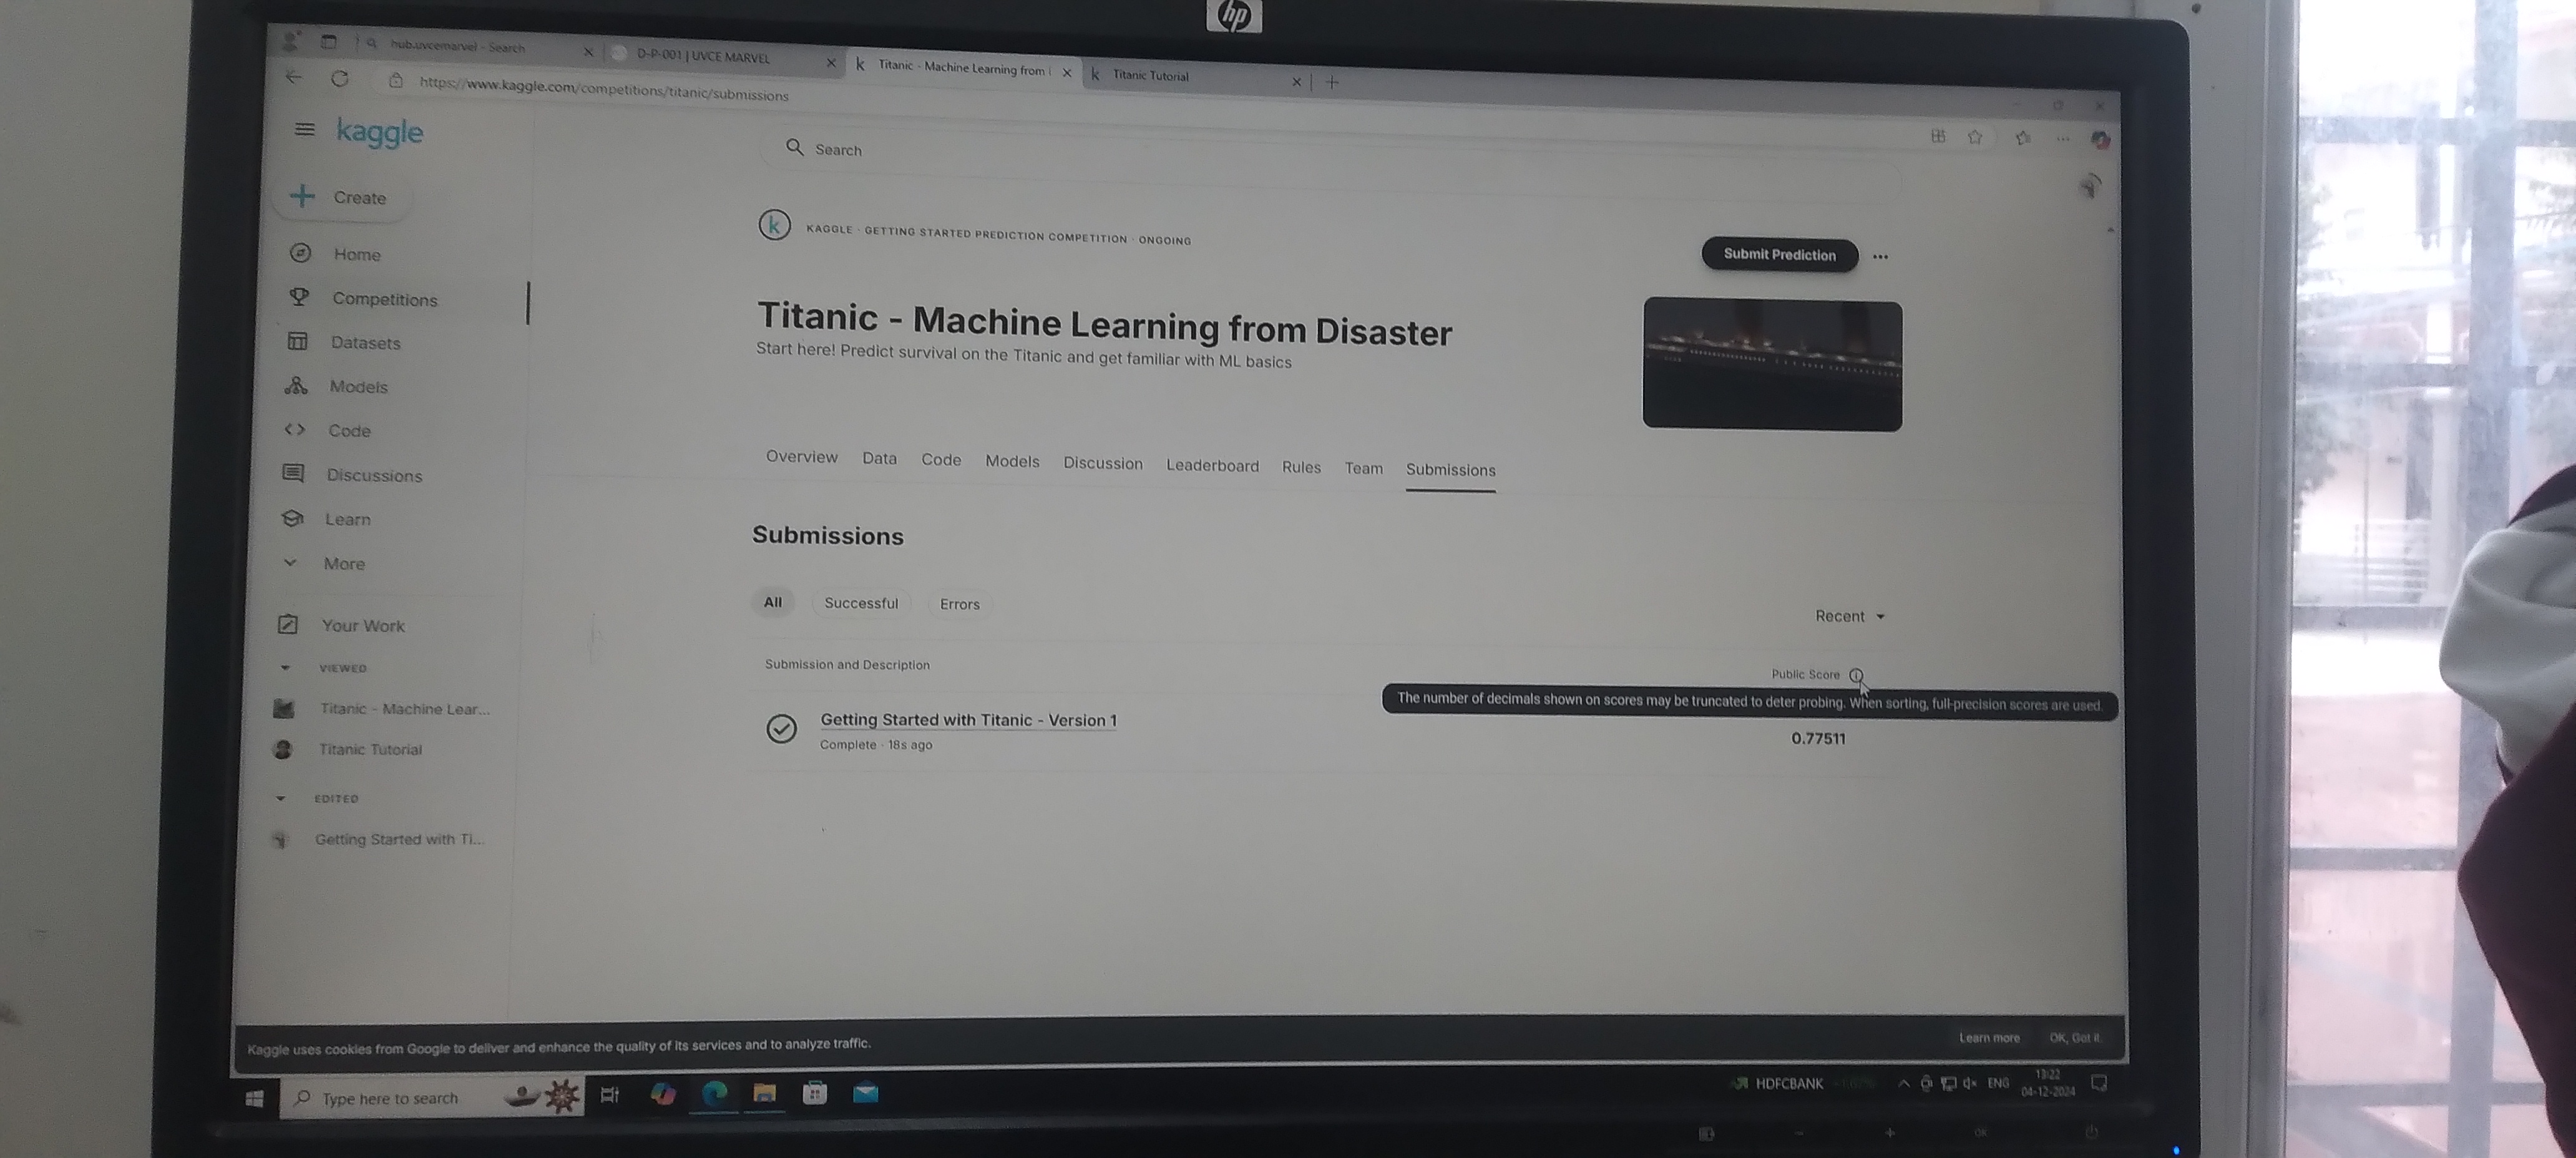 hp
hub.uvcemarvel - Search
D-P-001 | UVCE MARVEL
Titanic - Machine Learning from
Titanic Tutorial
https://www.kaggle.com/competitions/titanic/submissions
kaggle
Search
Create
Home
Competitions
Datasets
Models
Code
Discussions
Learn
More
Your Work
VIEWED
Titanic - Machine Lear...
Titanic Tutorial
EDITED
Getting Started with Ti...
KAGGLE · GETTING STARTED PREDICTION COMPETITION · ONGOING
Submit Prediction
Titanic - Machine Learning from Disaster
Start here! Predict survival on the Titanic and get familiar with ML basics
Overview Data Code Models Discussion Leaderboard Rules Team Submissions
Submissions
All Successful Errors
Recent
Submission and Description
Public Score
The number of decimals shown on scores may be truncated to deter probing. When sorting, full-precision scores are used.
Getting Started with Titanic - Version 1
Complete · 18s ago
0.77511
Kaggle uses cookies from Google to deliver and enhance the quality of its services and to analyze traffic.
Learn more
OK, Got it.
Type here to search
HDFCBANK
ENG
13:22
04-12-2024
OK